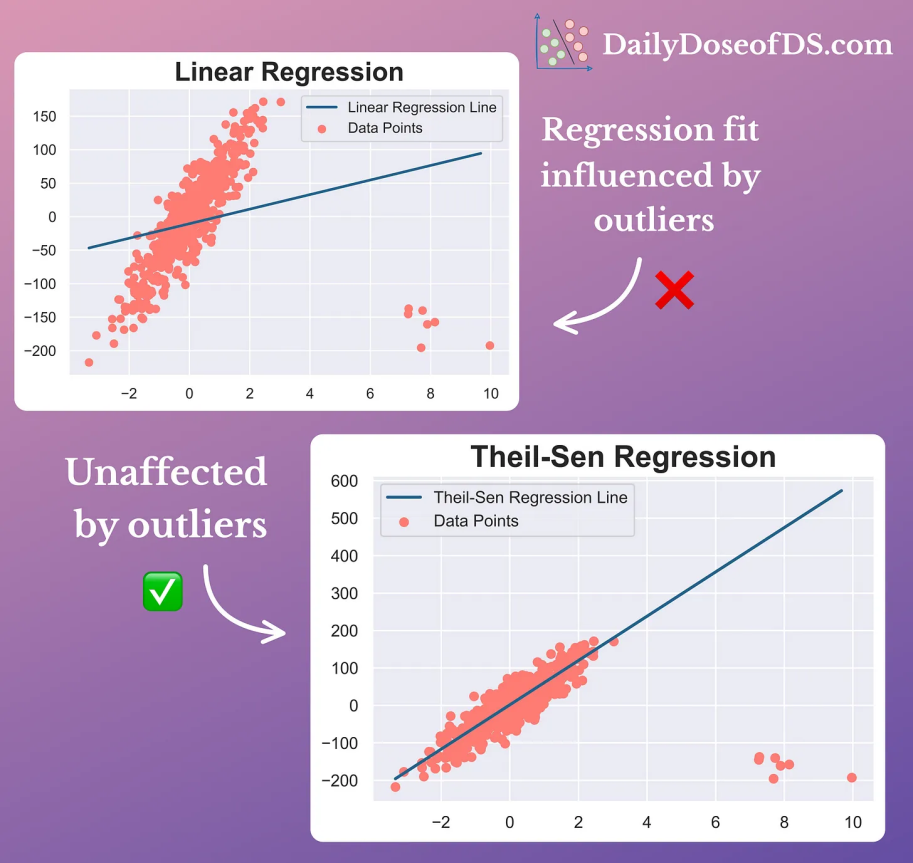 DailyDoseofDS.com
Linear Regression
Linear Regression Line
Data Points
150
100
50
0
−50
−100
−150
−200
−2 0 2 4 6 8 10
Regression fit
influenced by
outliers
Unaffected
by outliers
Theil-Sen Regression
Theil-Sen Regression Line
Data Points
600
500
400
300
200
100
0
−100
−200
−2 0 2 4 6 8 10